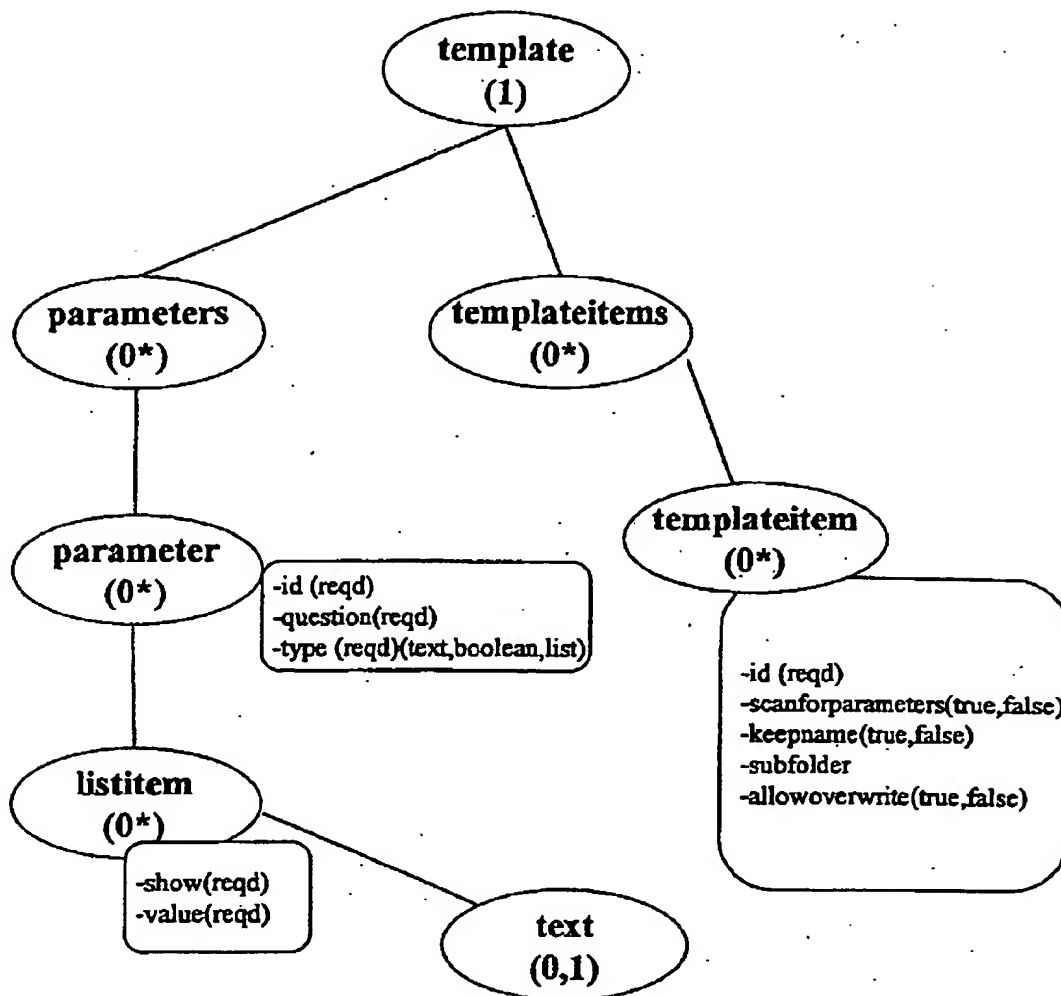 template
(1)
parameters
(0*)
templateitems
(0*)
parameter
(0*)
-id (reqd)
-question(reqd)
-type (reqd)(text,boolean,list)
templateitem
(0*)
-id (reqd)
-scanforparameters(true,false)
-keepname(true,false)
-subfolder
-allowoverwrite(true,false)
listitem
(0*)
-show(reqd)
-value(reqd)
text
(0,1)